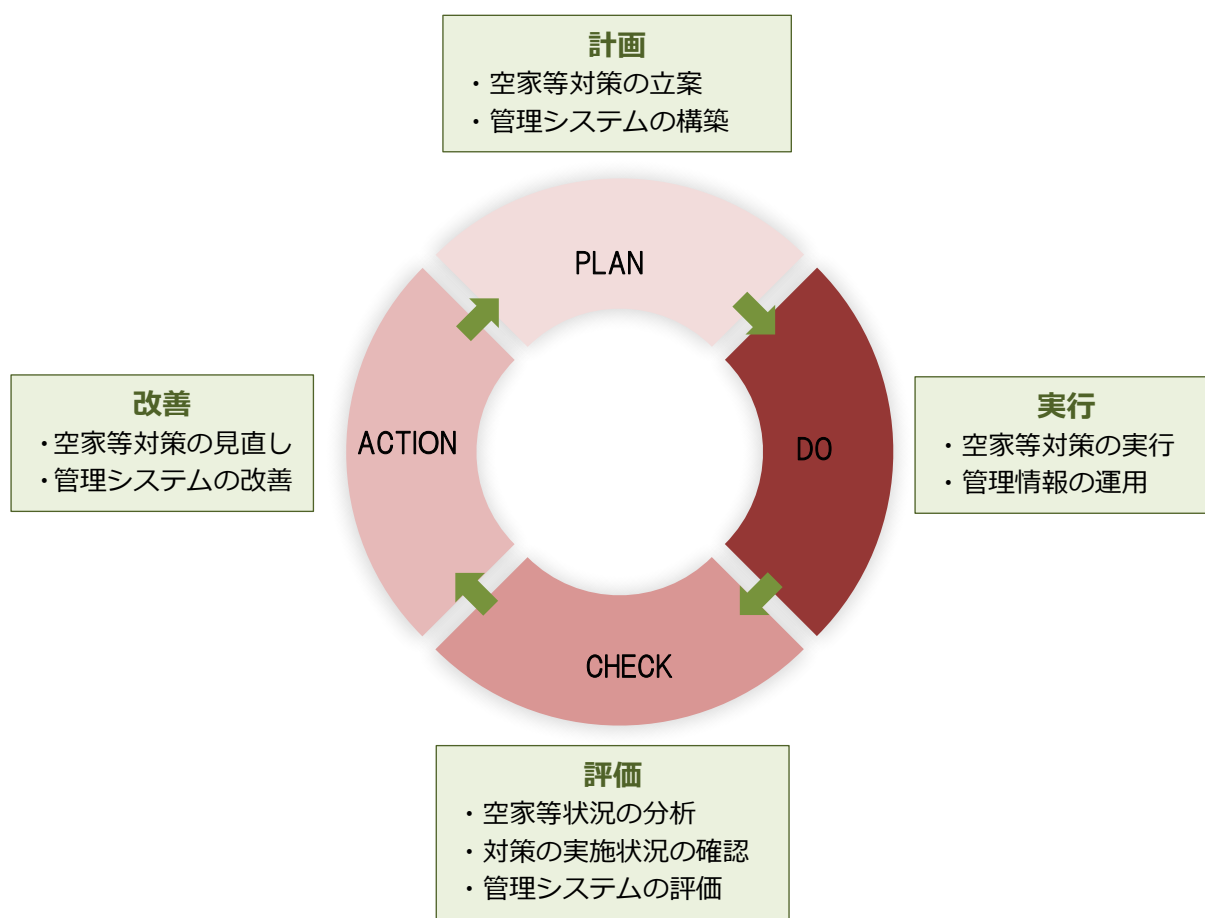 計画
・空家等対策の立案
・管理システムの構築
PLAN
改善
・空家等対策の見直し
・管理システムの改善
ACTION
DO
実行
・空家等対策の実行
・管理情報の運用
CHECK
評価
・空家等状況の分析
・対策の実施状況の確認
・管理システムの評価